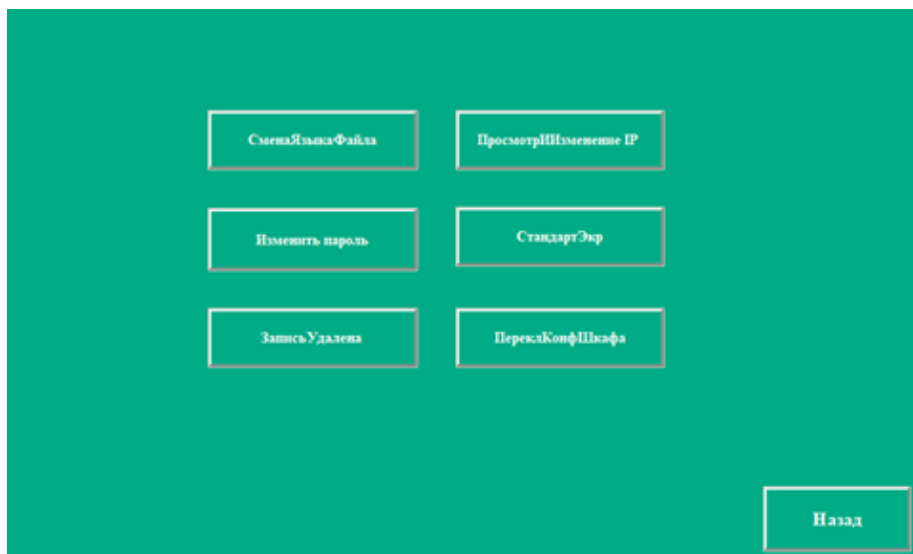 СменаЯзыкаФайла
ПросмотрИИзменение IP
Изменить пароль
СтандартЭкр
ЗаписьУдалена
ПереклКонфШкафа
Назад